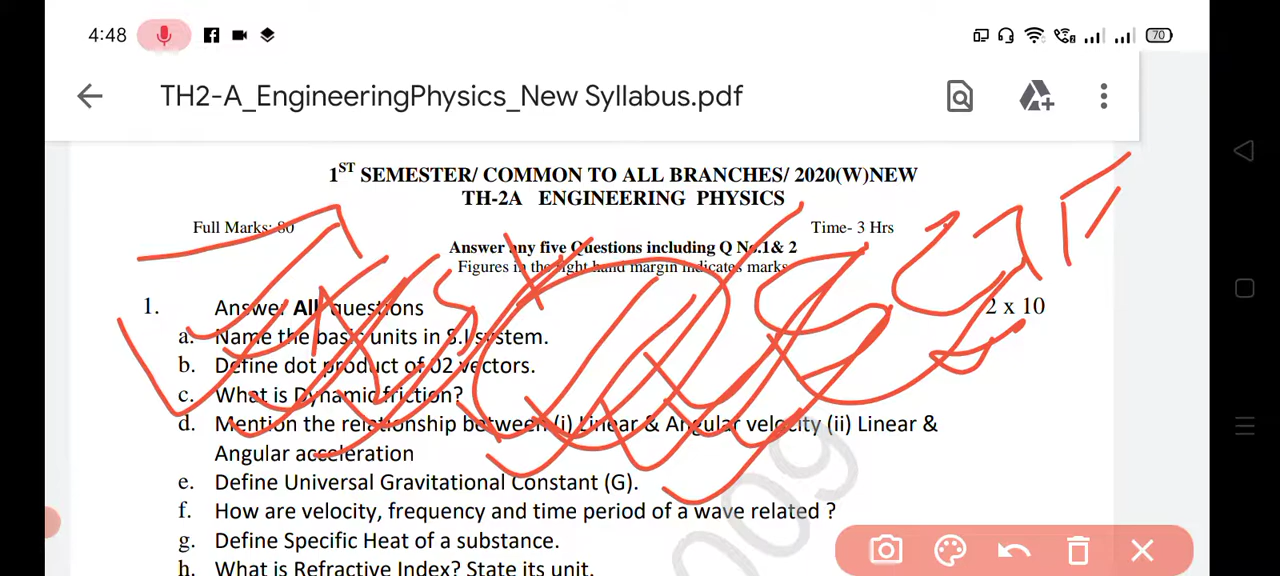 4:48 70
TH2-A_EngineeringPhysics_New Syllabus.pdf
1ST SEMESTER/ COMMON TO ALL BRANCHES/ 2020(W)NEW
TH-2A ENGINEERING PHYSICS
Full Marks: 80 Time- 3 Hrs
Answer any five Questions including Q No.1& 2
Figures in the right hand margin indicates marks
1. Answer All questions 2 x 10
a. Name the basic units in S.I system.
b. Define dot product of 02 vectors.
c. What is Dynamic friction?
d. Mention the relationship between (i) Linear & Angular velocity (ii) Linear &
Angular acceleration
e. Define Universal Gravitational Constant (G).
f. How are velocity, frequency and time period of a wave related ?
g. Define Specific Heat of a substance.
h. What is Refractive Index? State its unit.